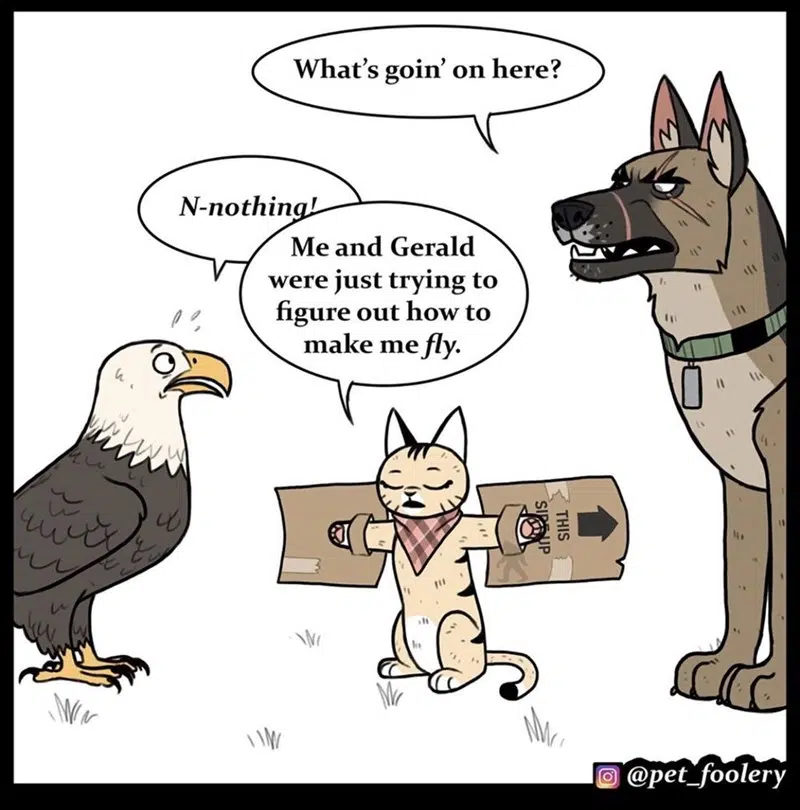 What's goin' on here?
N-nothing!
Me and Gerald
were just trying to
figure out how to
make me fly.
THIS
SIDE UP
@pet_foolery